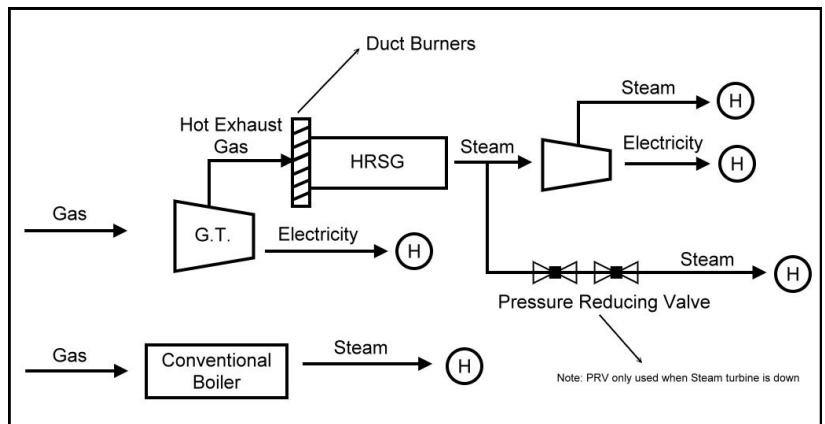 Duct Burners
Steam
H
Hot Exhaust
Gas
HRSG
Steam
Electricity
H
Gas
G.T.
Electricity
H
Steam
H
Pressure Reducing Valve
Gas
Conventional
Boiler
Steam
H
Note: PRV only used when Steam turbine is down